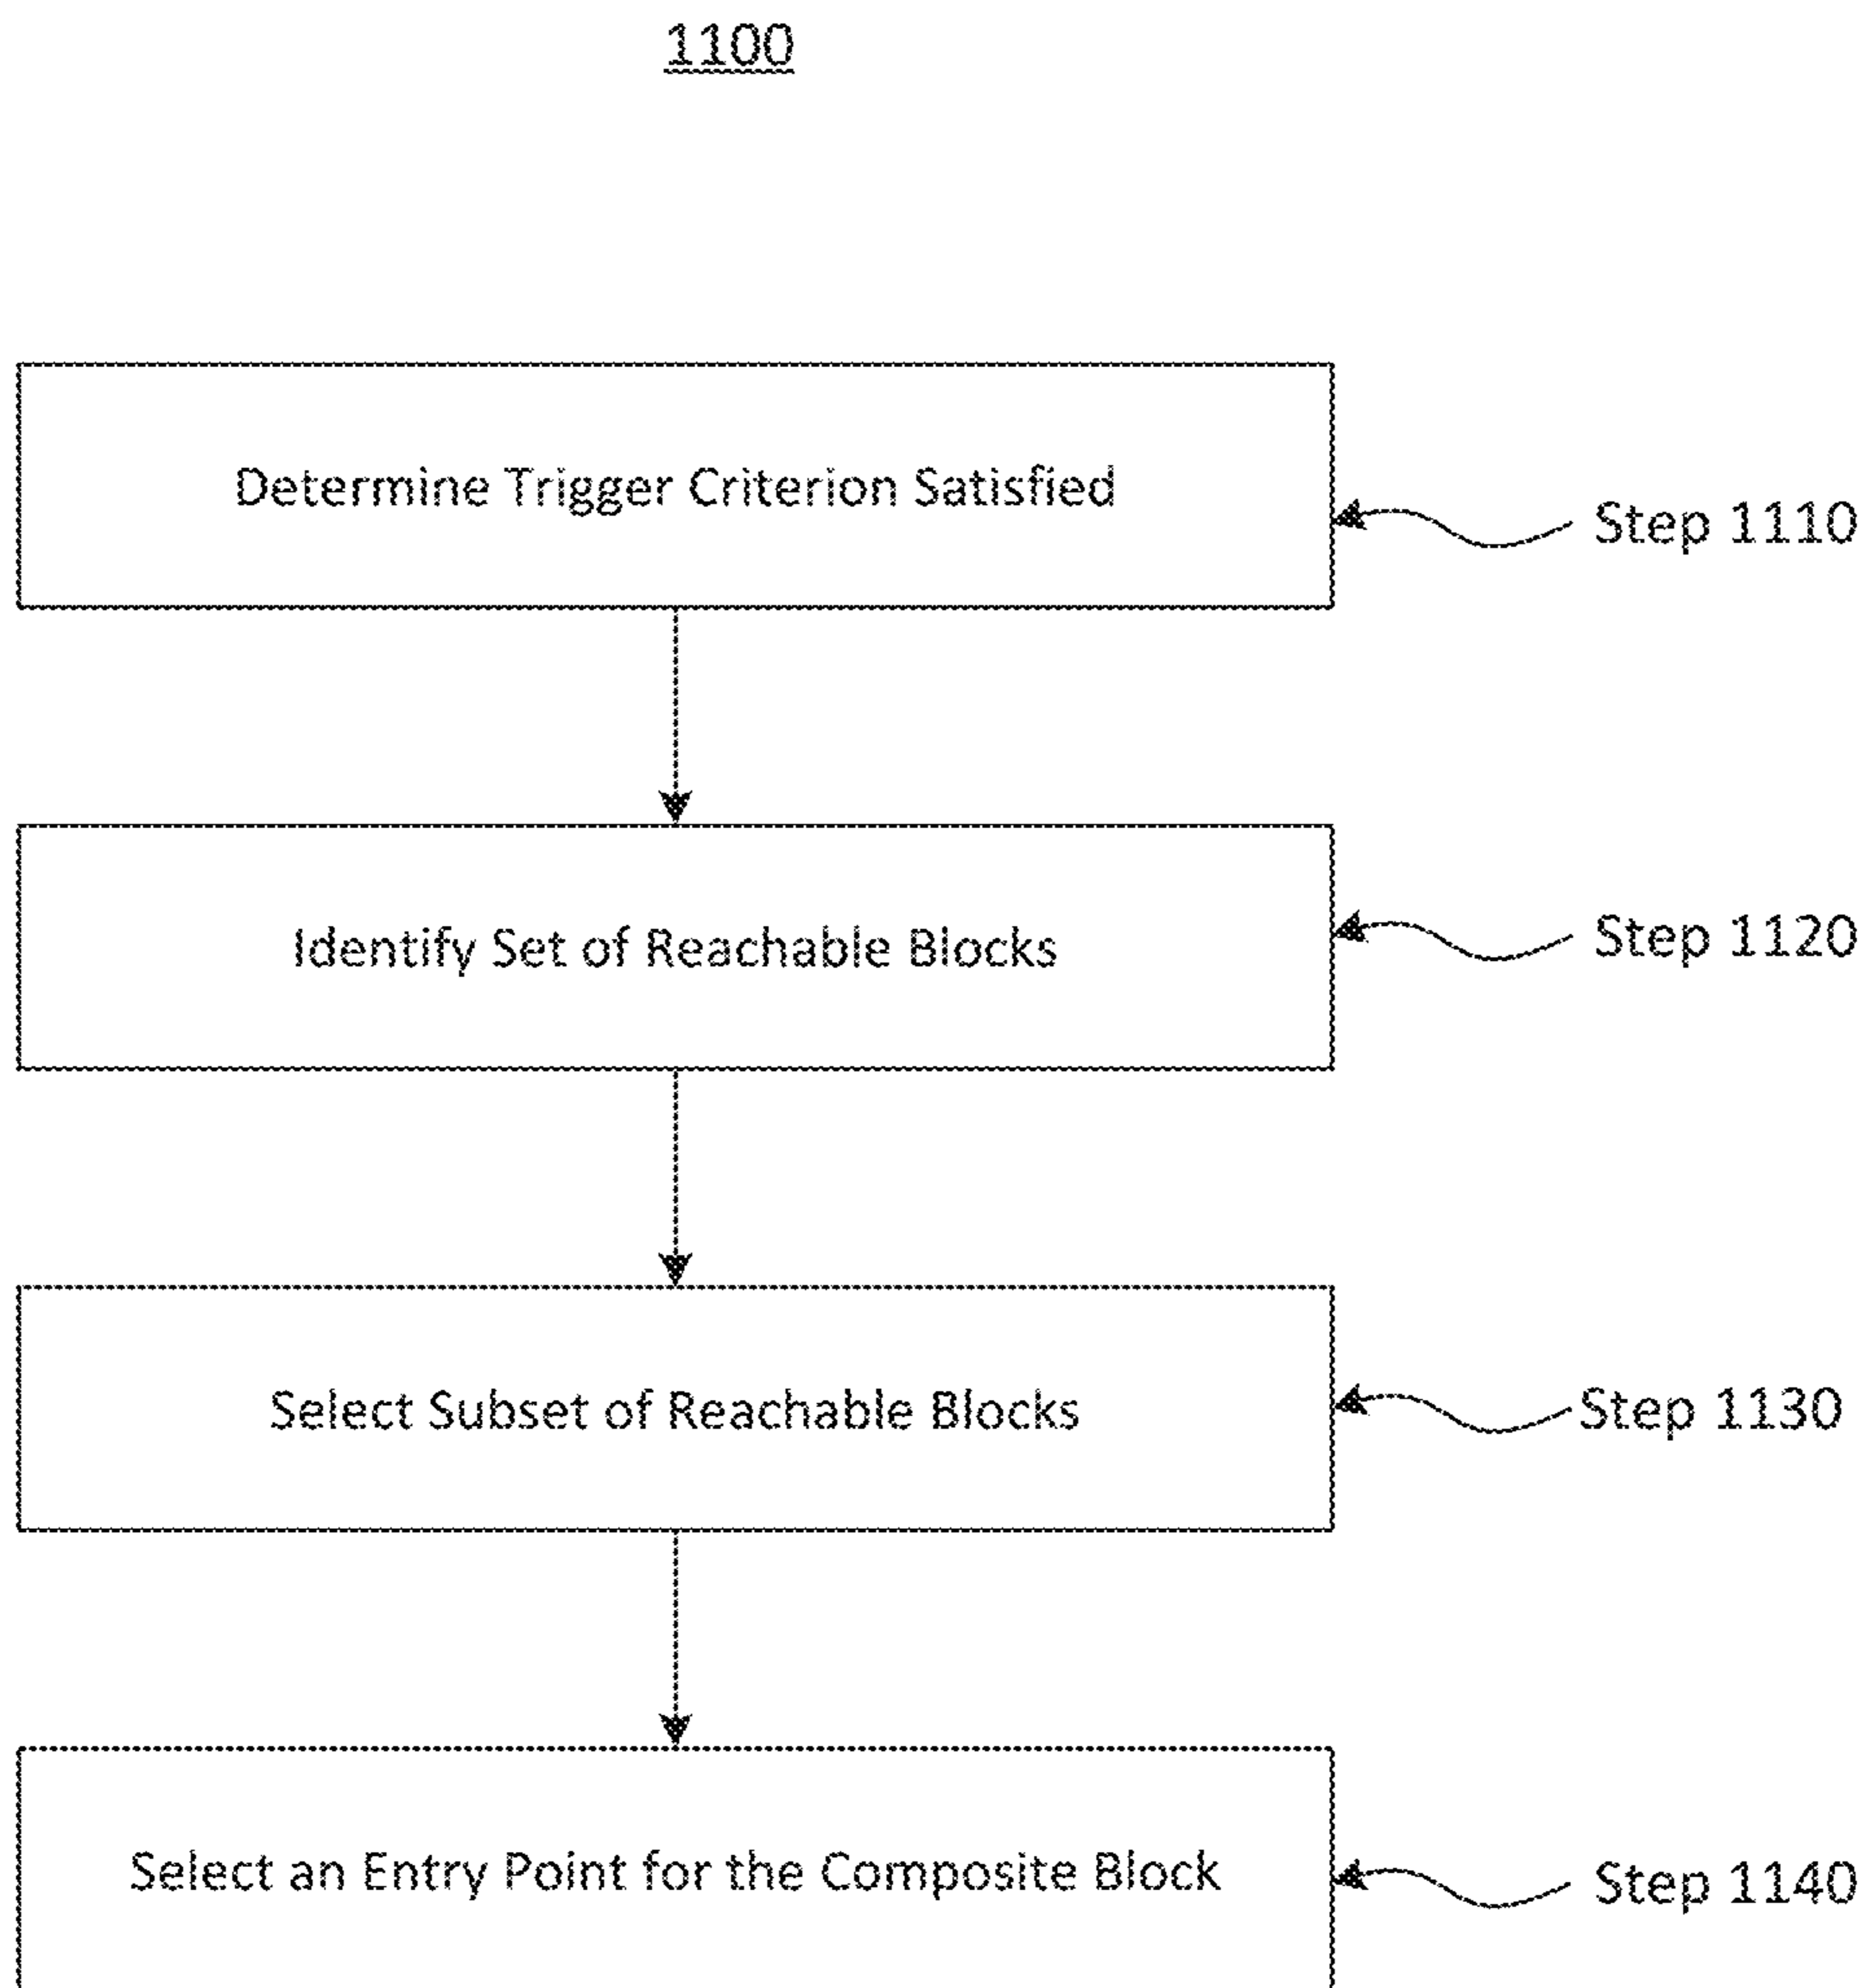 1100
Determine Trigger Criterion Satisfied
Step 1110
Identify Set of Reachable Blocks
Step 1120
Select Subset of Reachable Blocks
Step 1130
Select an Entry Point for the Composite Block
Step 1140